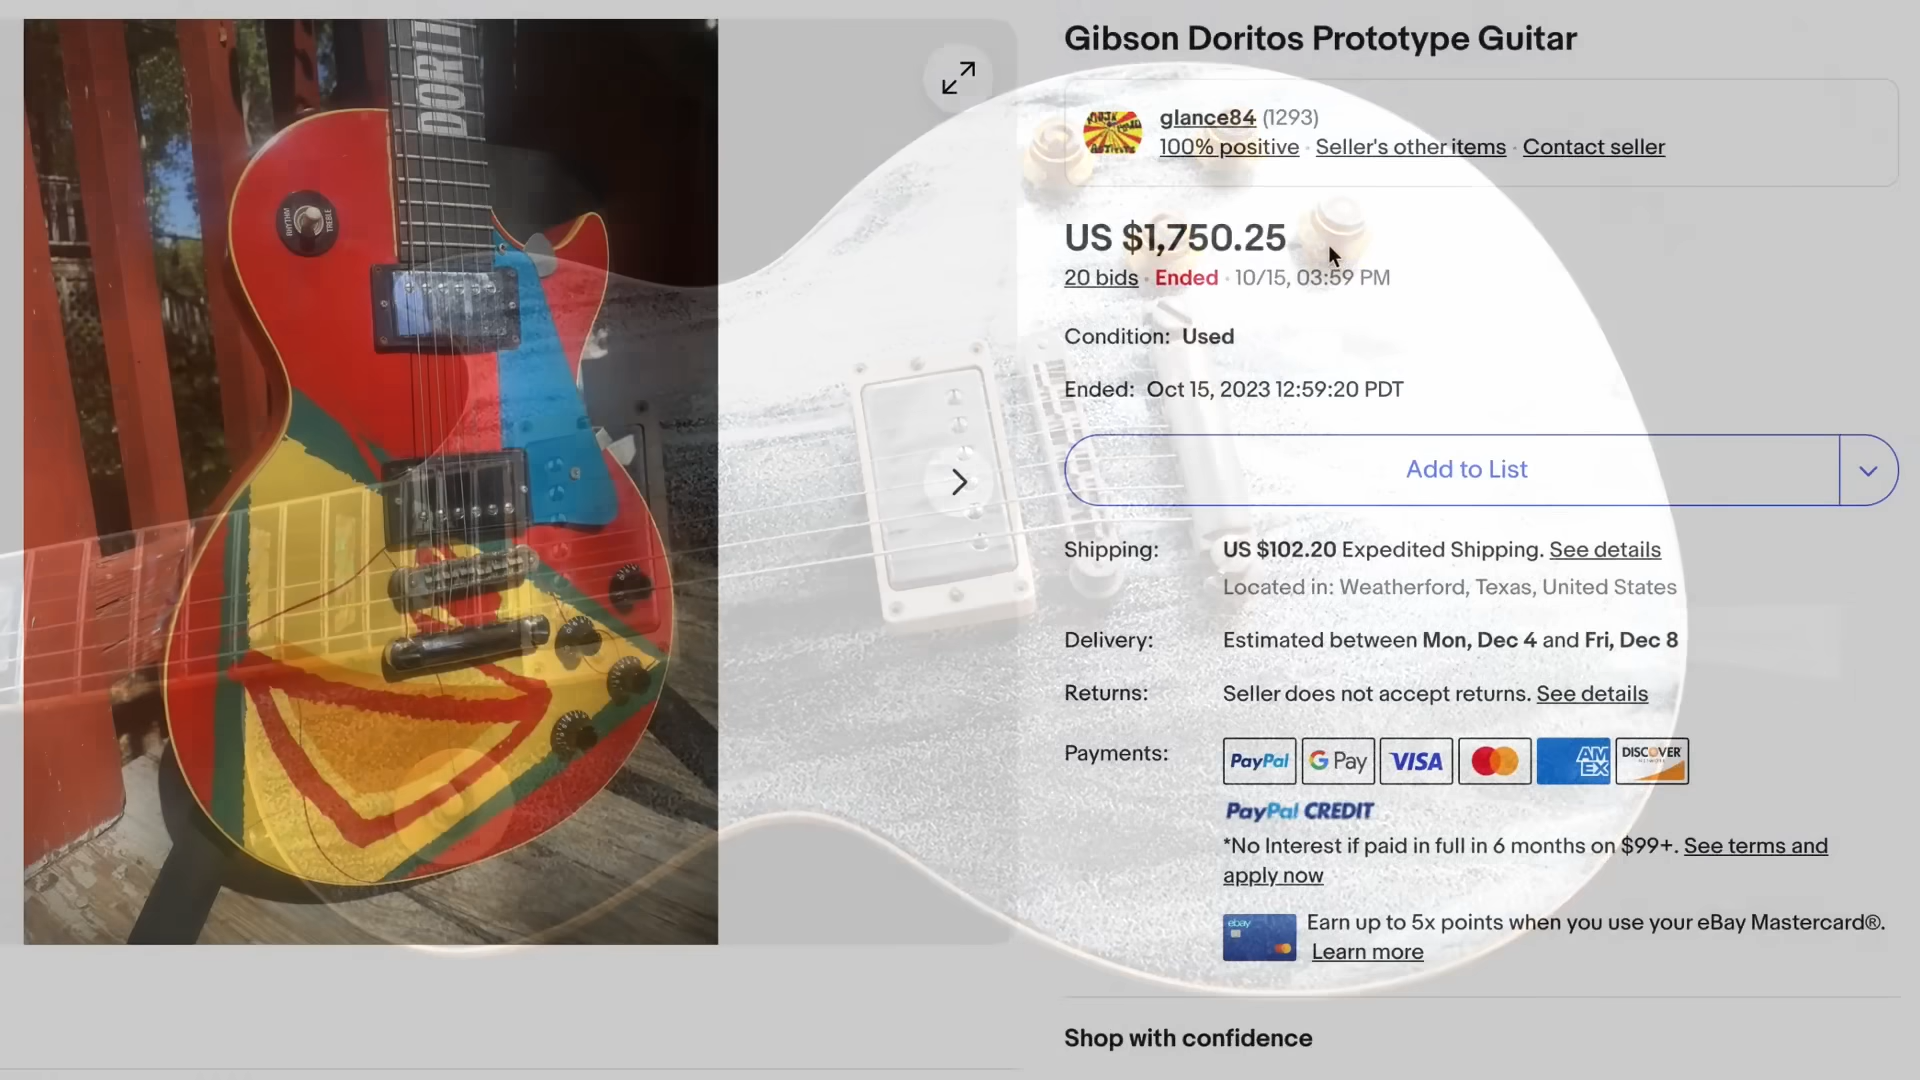 DORIT
RHYTHM
TREBLE
Gibson Doritos Prototype Guitar
glance84 (1293)
100% positive · Seller's other items · Contact seller
US $1,750.25
20 bids · Ended · 10/15, 03:59 PM
Condition: Used
Ended: Oct 15, 2023 12:59:20 PDT
Add to List
Shipping: US $102.20 Expedited Shipping. See details
Located in: Weatherford, Texas, United States
Delivery: Estimated between Mon, Dec 4 and Fri, Dec 8
Returns: Seller does not accept returns. See details
Payments: PayPal G Pay VISA AM EX DISCOVER
PayPal CREDIT
*No Interest if paid in full in 6 months on $99+. See terms and
apply now
ebay
Earn up to 5x points when you use your eBay Mastercard®.
Learn more
Shop with confidence